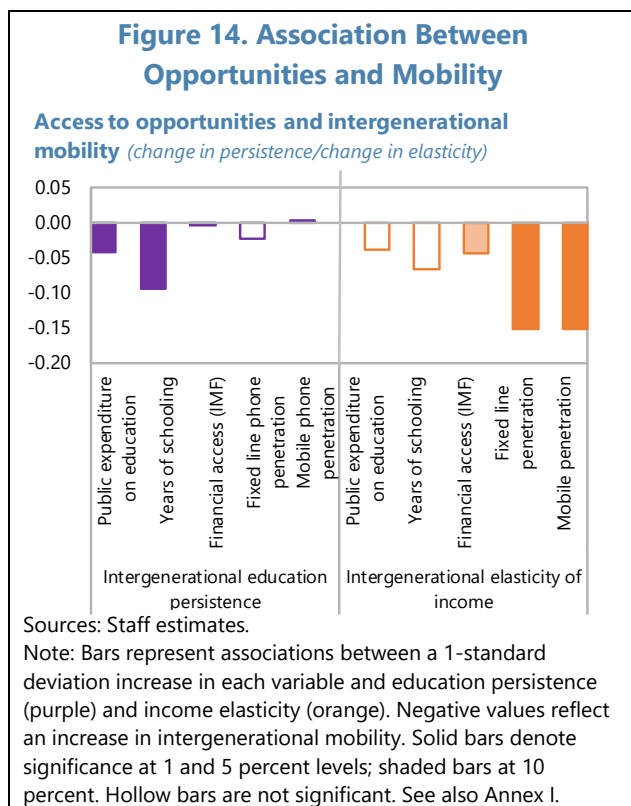 Figure 14. Association Between
Opportunities and Mobility
Access to opportunities and intergenerational
mobility (change in persistence/change in elasticity)
0.05
0.00
-0.05
-0.10
-0.15
-0.20
Public expenditure
on education
Years of schooling
Financial access (IMF)
Fixed line phone
penetration
Mobile phone
penetration
Public expenditure
on education
Years of schooling
Financial access (IMF)
Fixed line
penetration
Mobile penetration
Intergenerational education
persistence
Intergenerational elasticity of
income
Sources: Staff estimates.
Note: Bars represent associations between a 1-standard
deviation increase in each variable and education persistence
(purple) and income elasticity (orange). Negative values reflect
an increase in intergenerational mobility. Solid bars denote
significance at 1 and 5 percent levels; shaded bars at 10
percent. Hollow bars are not significant. See also Annex I.